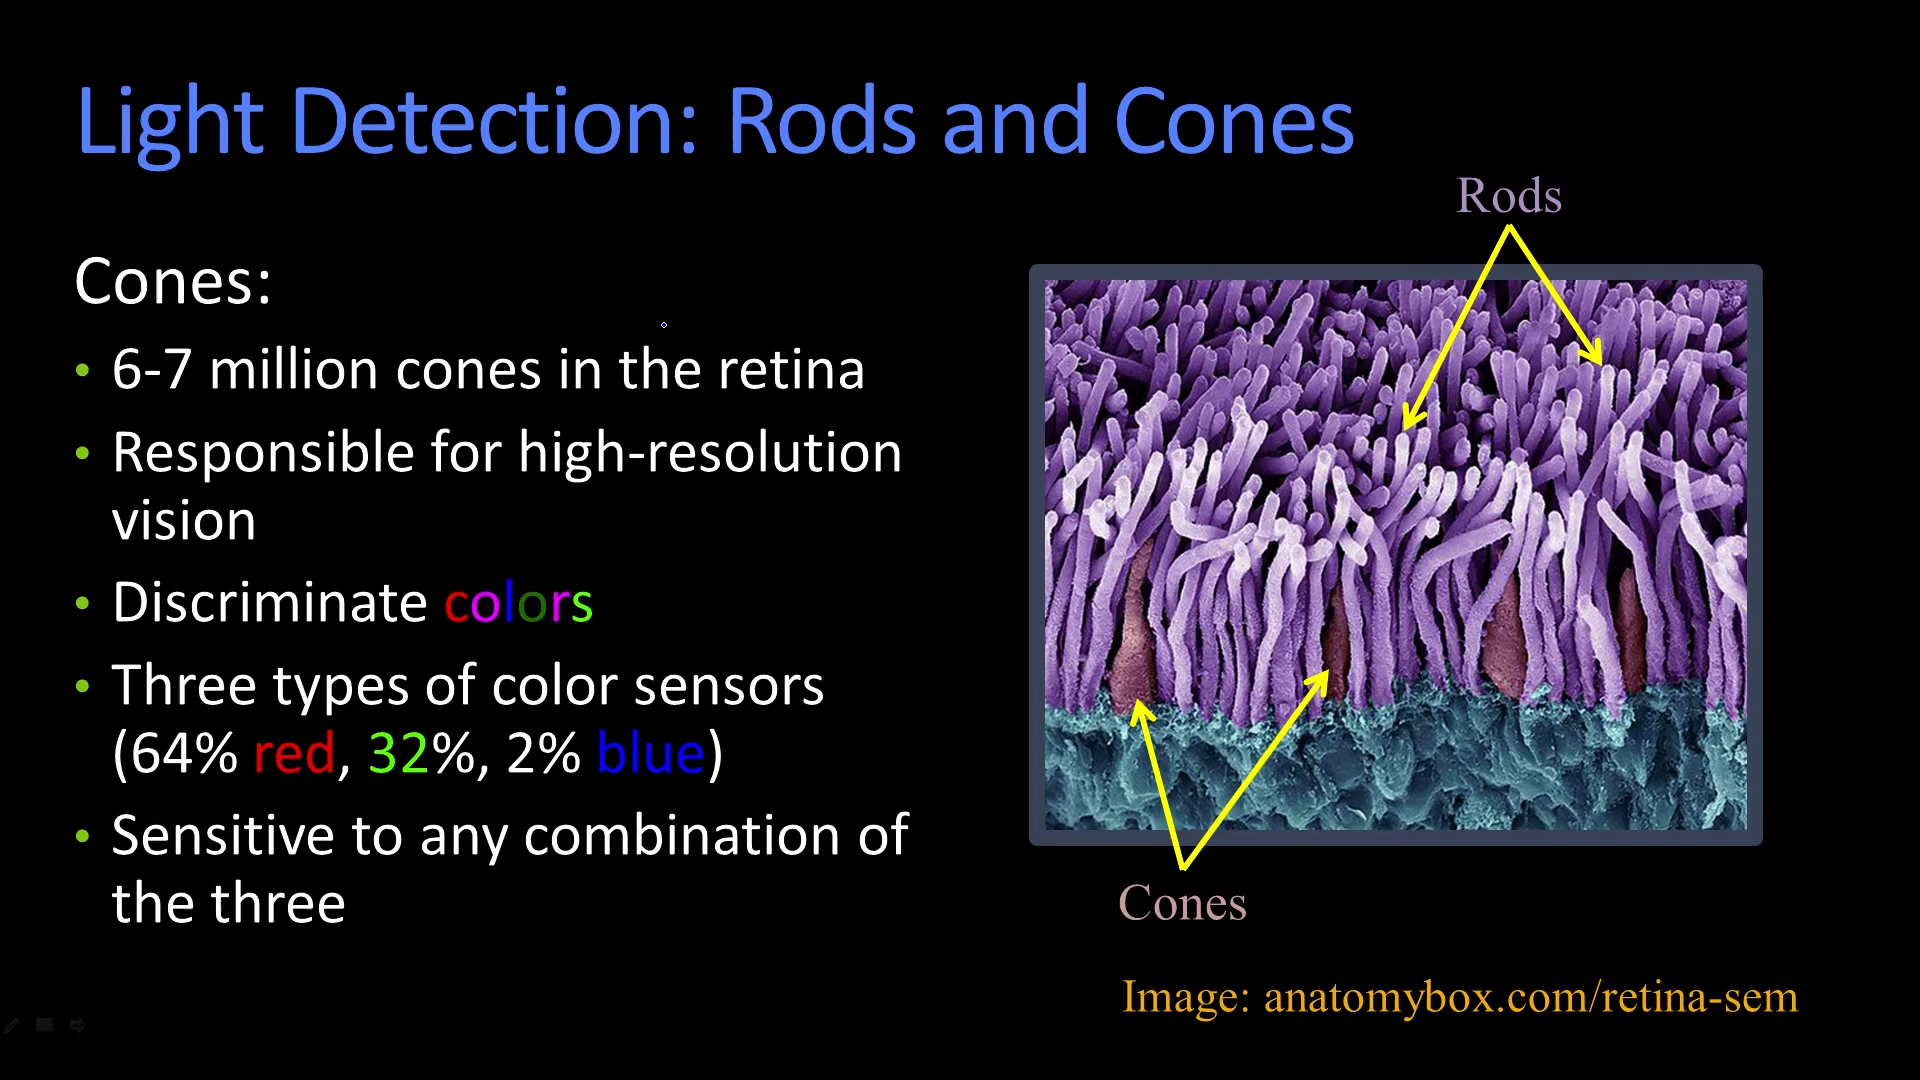 Light Detection: Rods and Cones
Rods
Cones:
• 6-7 million cones in the retina
• Responsible for high-resolution
vision
• Discriminate colors
• Three types of color sensors
(64% red, 32%, 2% blue)
• Sensitive to any combination of
the three
Cones
Image: anatomybox.com/retina-sem